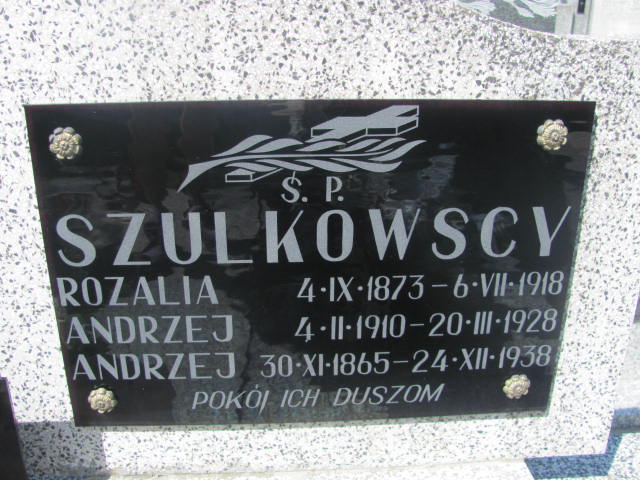 Ś. P.
SZULKOWSCY
ROZALIA 4·IX·1873 – 6·VII·1918
ANDRZEJ 4·II·1910 – 20·III·1928
ANDRZEJ 30·XI·1865 – 24·XII·1938
POKÓJ ICH DUSZOM